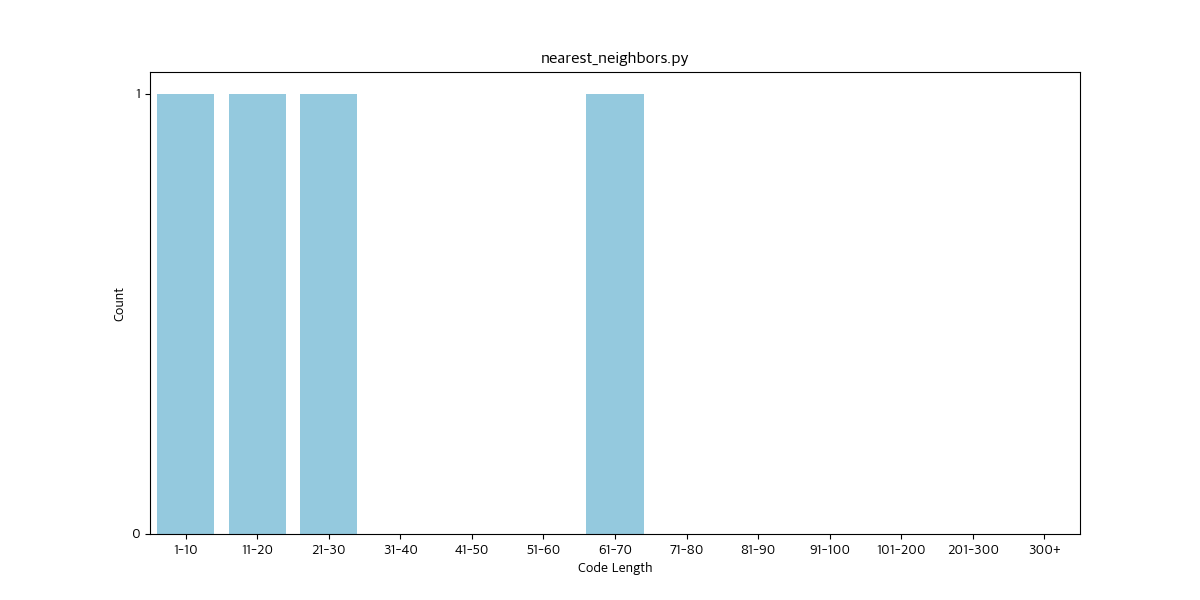 nearest_neighbors.py
1
Count
0
1-10 11-20 21-30 31-40 41-50 51-60 61-70 71-80 81-90 91-100 101-200 201-300 300+
Code Length